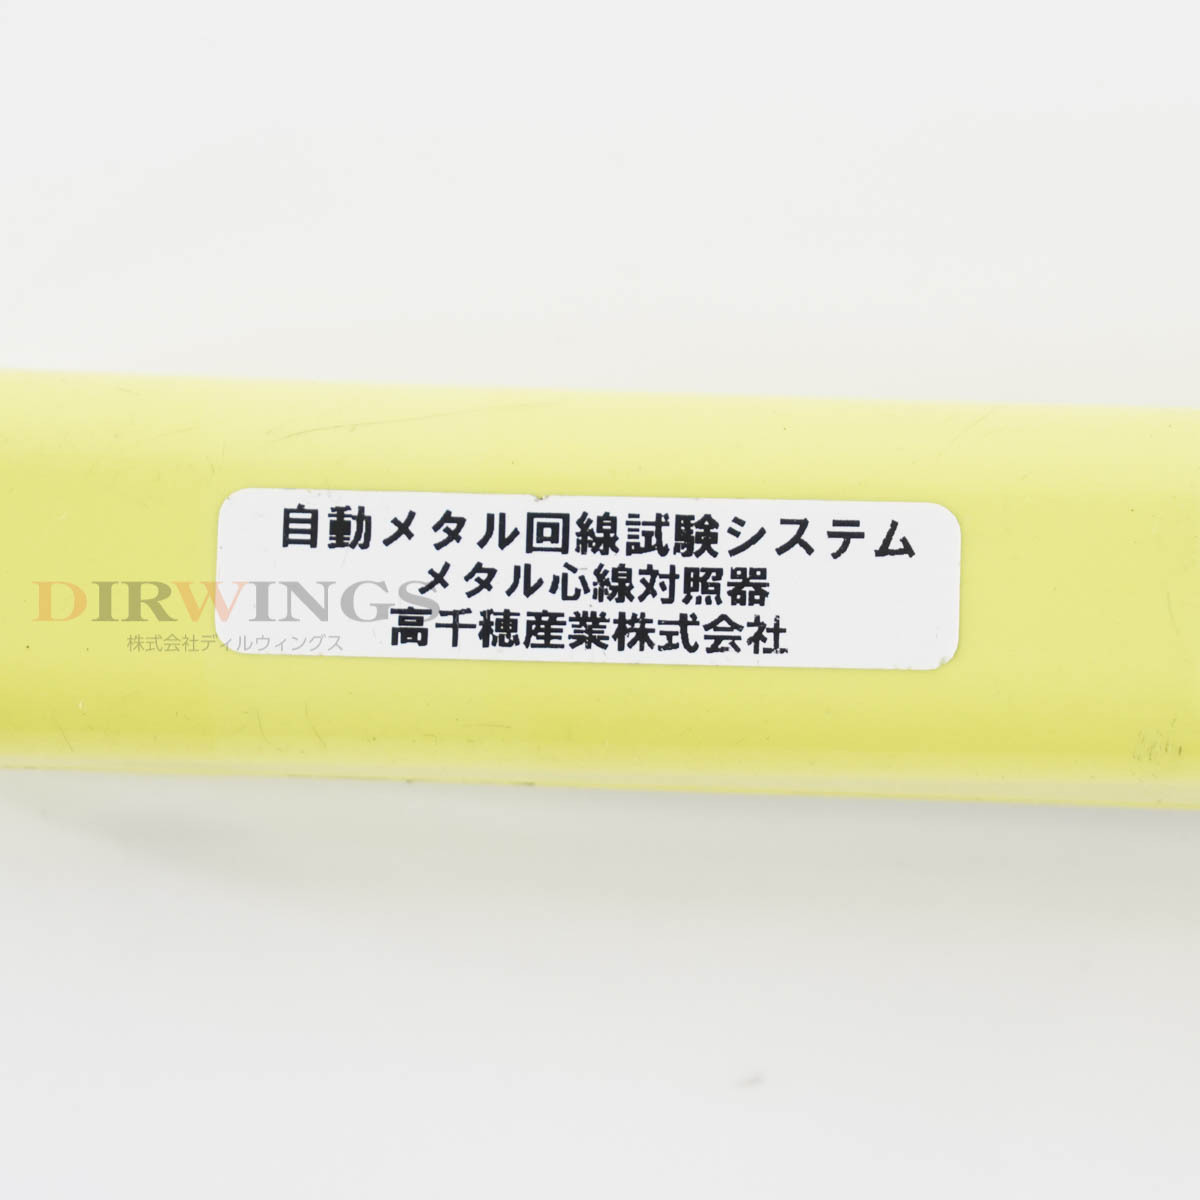 自動メタル回線試験システム
メタル心線対照器
高千穂産業株式会社
DIRWINGS
株式会社ディルウィングス